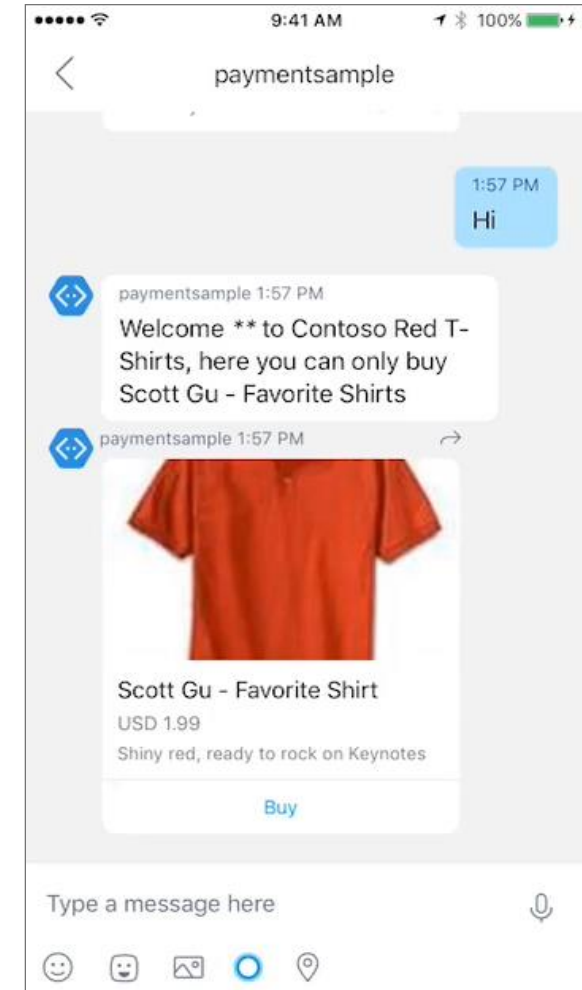 9:41 AM
100%
paymentsample
1:57 PM
Hi
paymentsample 1:57 PM
Welcome ** to Contoso Red T-
Shirts, here you can only buy
Scott Gu - Favorite Shirts
paymentsample 1:57 PM
Scott Gu - Favorite Shirt
USD 1.99
Shiny red, ready to rock on Keynotes
Buy
Type a message here